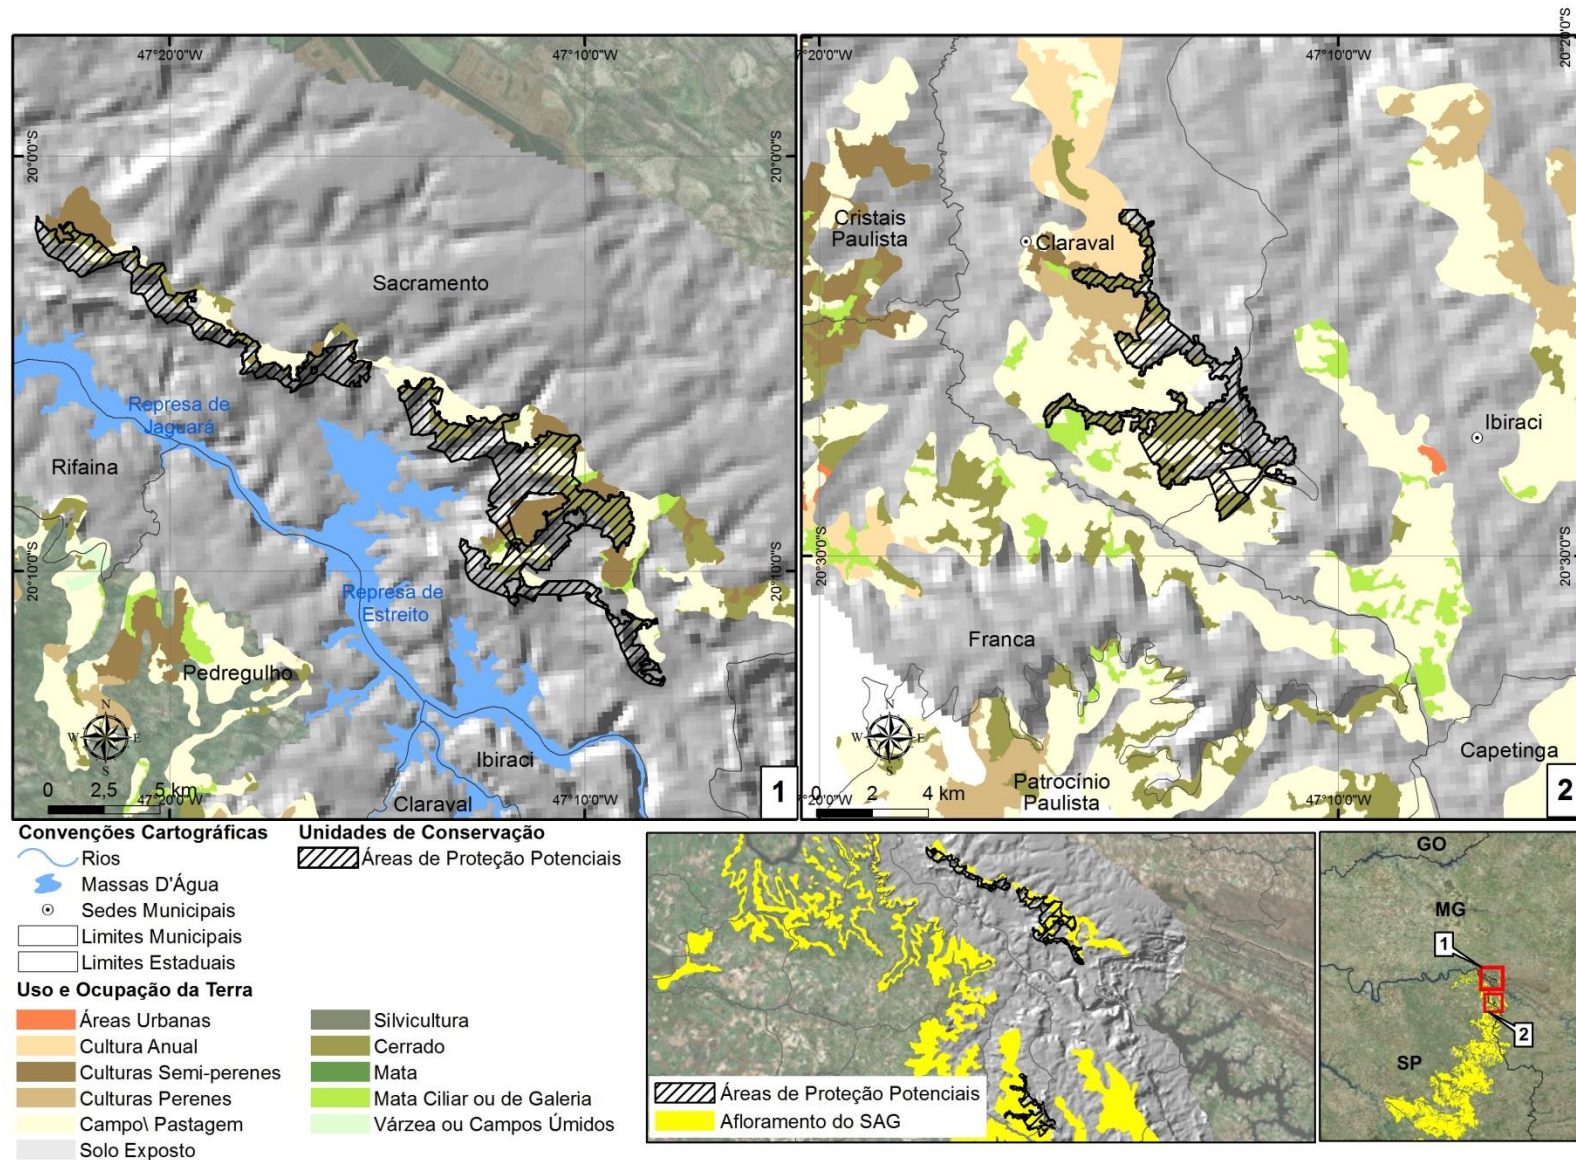 47°20'0"W
47°10'0"W
20°0'0"S
20°0'0"S
Sacramento
Represa de
Jaguará
Rifaina
20°10'0"S
20°10'0"S
Represa de
Estreito
Pedregulho
N
W E
S
Ibiraci
Claraval
0 2,5 5 km
47°20'0"W
47°10'0"W
1
47°20'0"W
47°10'0"W
20°20'0"S
20°20'0"S
Cristais
Paulista
Claraval
Ibiraci
20°30'0"S
20°30'0"S
Franca
N
W E
S
Capetinga
Patrocínio
Paulista
0 2 4 km
47°20'0"W
47°10'0"W
2
Convenções Cartográficas
Rios
Massas D'Água
Sedes Municipais
Limites Municipais
Limites Estaduais
Unidades de Conservação
Áreas de Proteção Potenciais
Uso e Ocupação da Terra
Áreas Urbanas
Cultura Anual
Culturas Semi-perenes
Culturas Perenes
Campo\ Pastagem
Solo Exposto
Silvicultura
Cerrado
Mata
Mata Ciliar ou de Galeria
Várzea ou Campos Úmidos
Áreas de Proteção Potenciais
Afloramento do SAG
GO
MG
1
2
SP